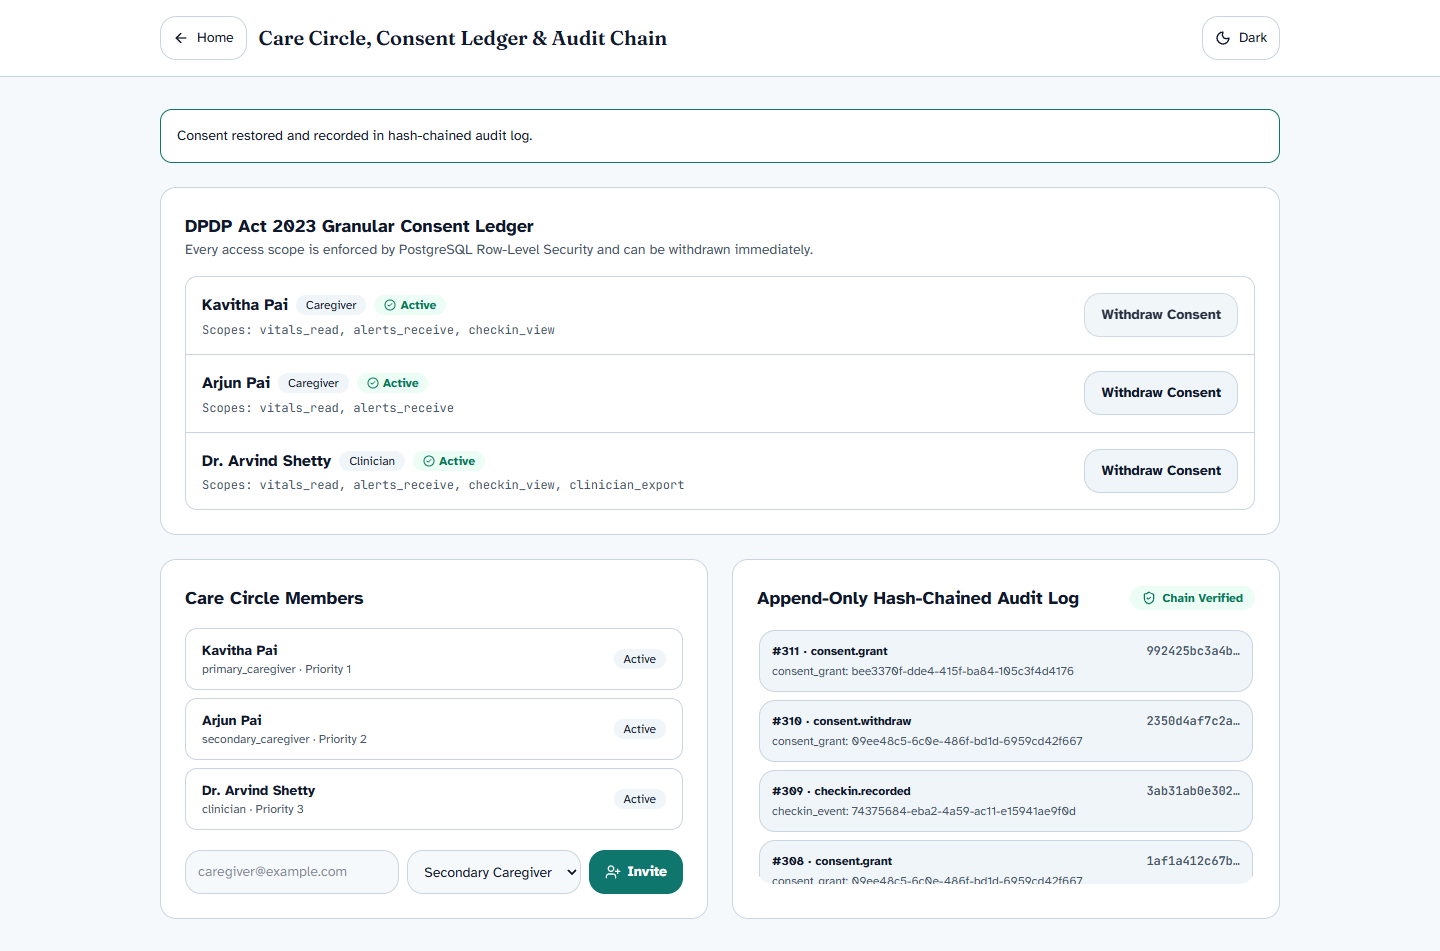 Home
Care Circle, Consent Ledger & Audit Chain
Dark
Consent restored and recorded in hash-chained audit log.
DPDP Act 2023 Granular Consent Ledger
Every access scope is enforced by PostgreSQL Row-Level Security and can be withdrawn immediately.
Kavitha Pai Caregiver Active
Scopes: vitals_read, alerts_receive, checkin_view
Withdraw Consent
Arjun Pai Caregiver Active
Scopes: vitals_read, alerts_receive
Withdraw Consent
Dr. Arvind Shetty Clinician Active
Scopes: vitals_read, alerts_receive, checkin_view, clinician_export
Withdraw Consent
Care Circle Members
Kavitha Pai
primary_caregiver · Priority 1
Active
Arjun Pai
secondary_caregiver · Priority 2
Active
Dr. Arvind Shetty
clinician · Priority 3
Active
caregiver@example.com
Secondary Caregiver
Invite
Append-Only Hash-Chained Audit Log
Chain Verified
#311 · consent.grant
992425bc3a4b…
consent_grant: bee3370f-dde4-415f-ba84-105c3f4d4176
#310 · consent.withdraw
2350d4af7c2a…
consent_grant: 09ee48c5-6c0e-486f-bd1d-6959cd42f667
#309 · checkin.recorded
3ab31ab0e302…
checkin_event: 74375684-eba2-4a59-ac11-e15941ae9f0d
#308 · consent.grant
1af1a412c67b…
consent_grant: 09ee48c5-6c0e-486f-bd1d-6959cd42f667